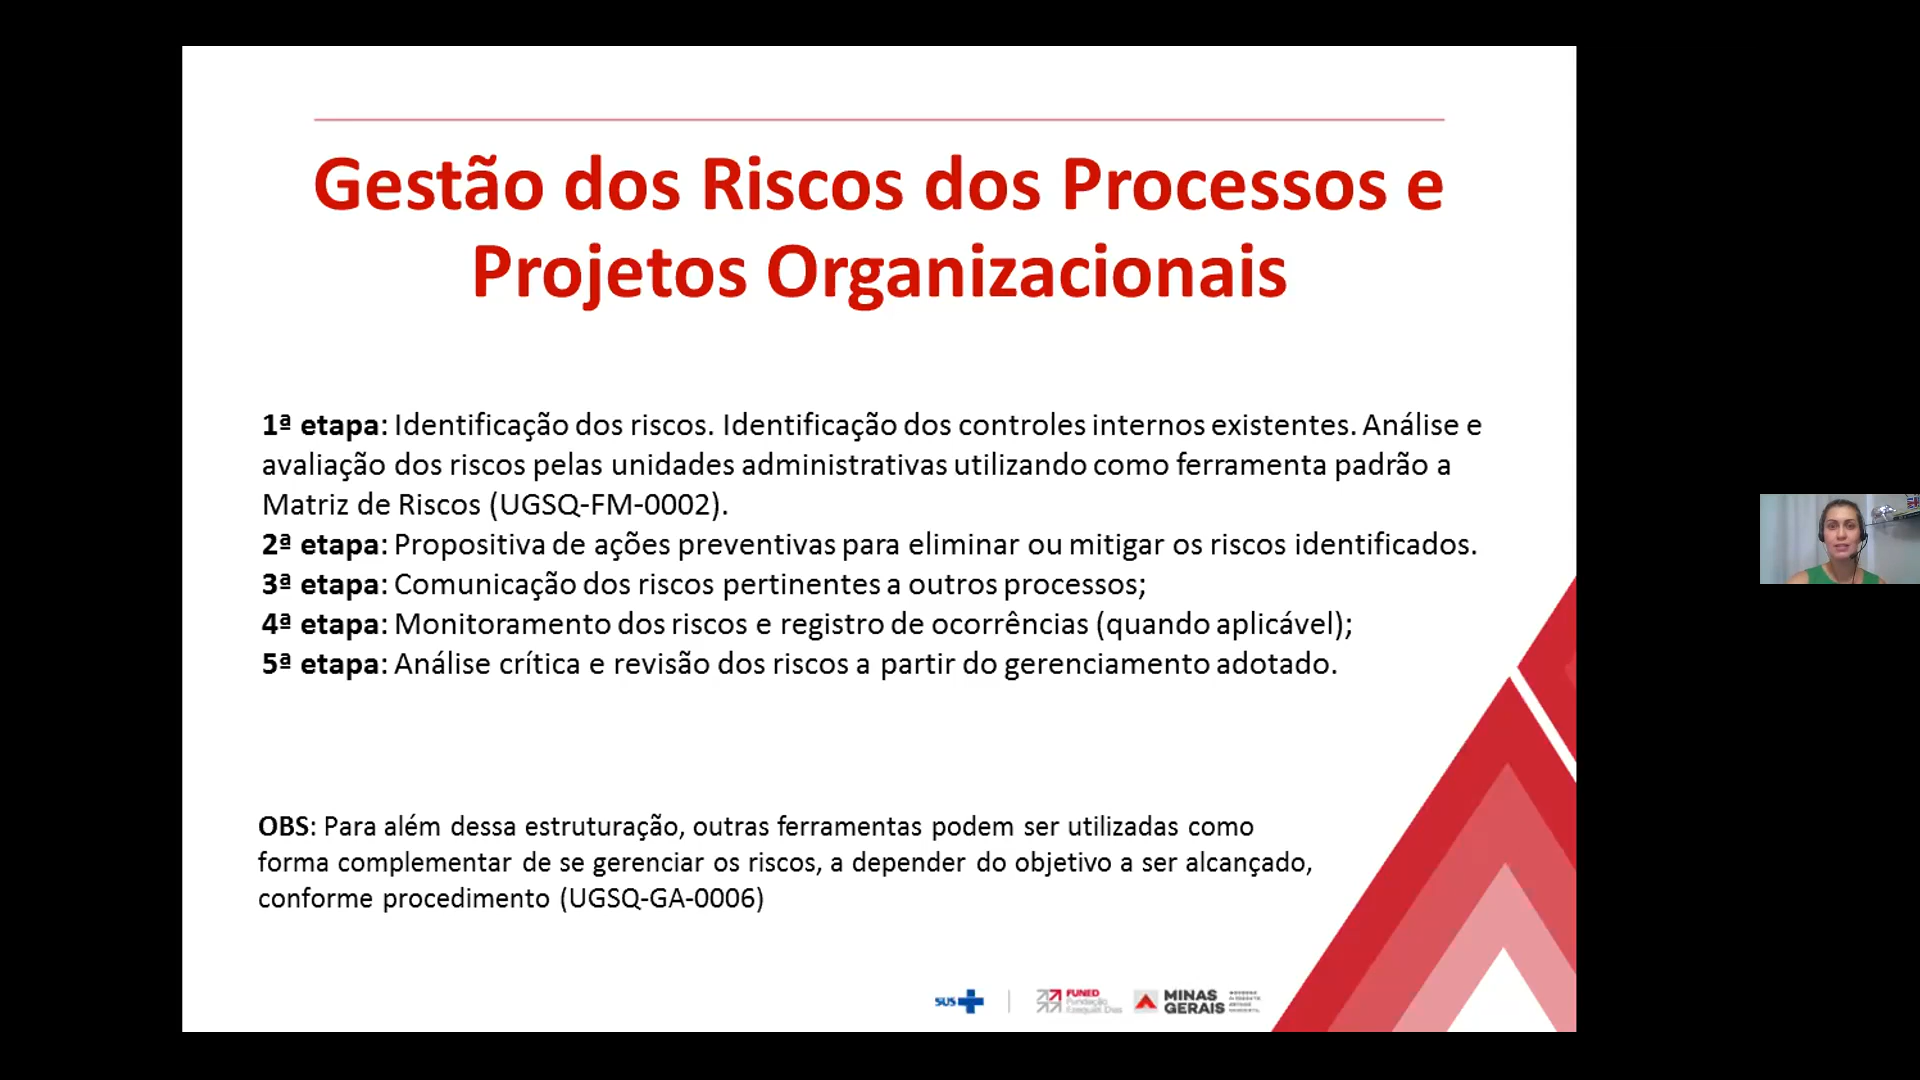 Gestão dos Riscos dos Processos e
Projetos Organizacionais
1ª etapa: Identificação dos riscos. Identificação dos controles internos existentes. Análise e
avaliação dos riscos pelas unidades administrativas utilizando como ferramenta padrão a
Matriz de Riscos (UGSQ-FM-0002).
2ª etapa: Propositiva de ações preventivas para eliminar ou mitigar os riscos identificados.
3ª etapa: Comunicação dos riscos pertinentes a outros processos;
4ª etapa: Monitoramento dos riscos e registro de ocorrências (quando aplicável);
5ª etapa: Análise crítica e revisão dos riscos a partir do gerenciamento adotado.
OBS: Para além dessa estruturação, outras ferramentas podem ser utilizadas como
forma complementar de se gerenciar os riscos, a depender do objetivo a ser alcançado,
conforme procedimento (UGSQ-GA-0006)
SUS
FUNED
Fundação
Ezequiel Dias
MINAS
GERAIS